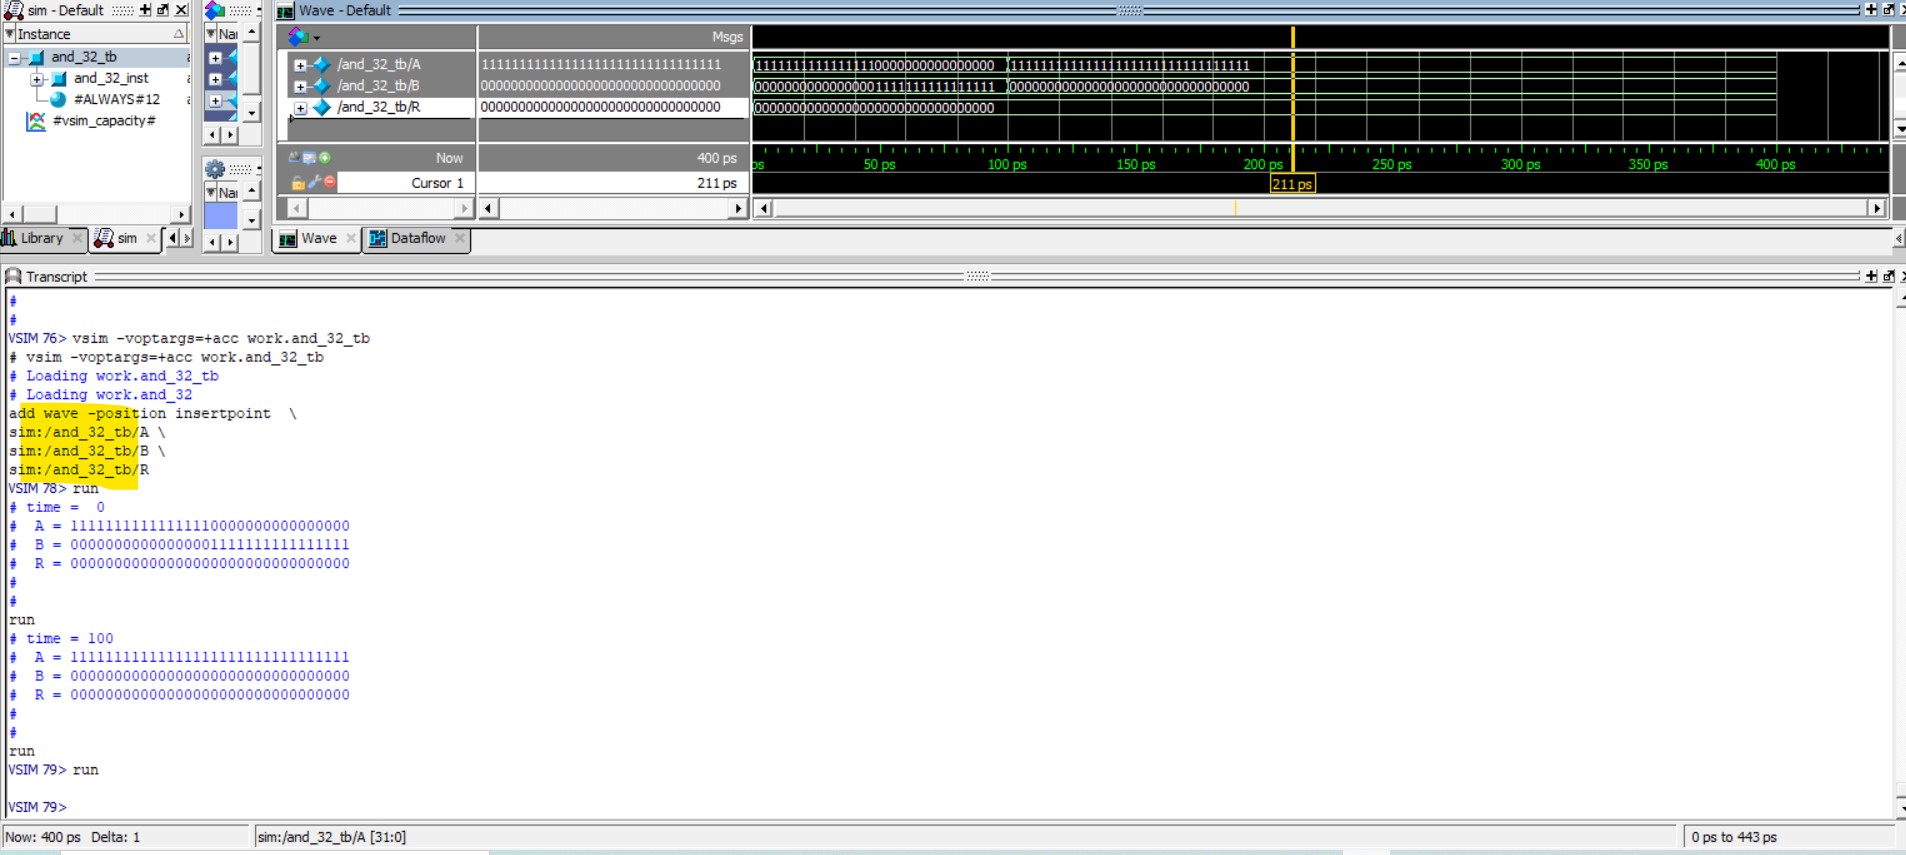 sim - Default
Instance
and_32_tb
and_32_inst
#ALWAYS#12
#vsim_capacity#
Library
sim
Nar
Nar
Wave - Default
Msgs
/and_32_tb/A 11111111111111111111111111111111 11111111111111110000000000000000 11111111111111111111111111111111
/and_32_tb/B 00000000000000000000000000000000 00000000000000001111111111111111 00000000000000000000000000000000
/and_32_tb/R 00000000000000000000000000000000 00000000000000000000000000000000
Now 400 ps ps 50 ps 100 ps 150 ps 200 ps 250 ps 300 ps 350 ps 400 ps
Cursor 1 211 ps 211 ps
Wave
Dataflow
Transcript
#
#
VSIM 76> vsim -voptargs=+acc work.and_32_tb
# vsim -voptargs=+acc work.and_32_tb
# Loading work.and_32_tb
# Loading work.and_32
add wave -position insertpoint \
sim:/and_32_tb/A \
sim:/and_32_tb/B \
sim:/and_32_tb/R
VSIM 78> run
# time = 0
# A = 11111111111111110000000000000000
# B = 00000000000000001111111111111111
# R = 00000000000000000000000000000000
#
#
run
# time = 100
# A = 11111111111111111111111111111111
# B = 00000000000000000000000000000000
# R = 00000000000000000000000000000000
#
#
run
VSIM 79> run
VSIM 79>
Now: 400 ps Delta: 1
sim:/and_32_tb/A [31:0]
0 ps to 443 ps